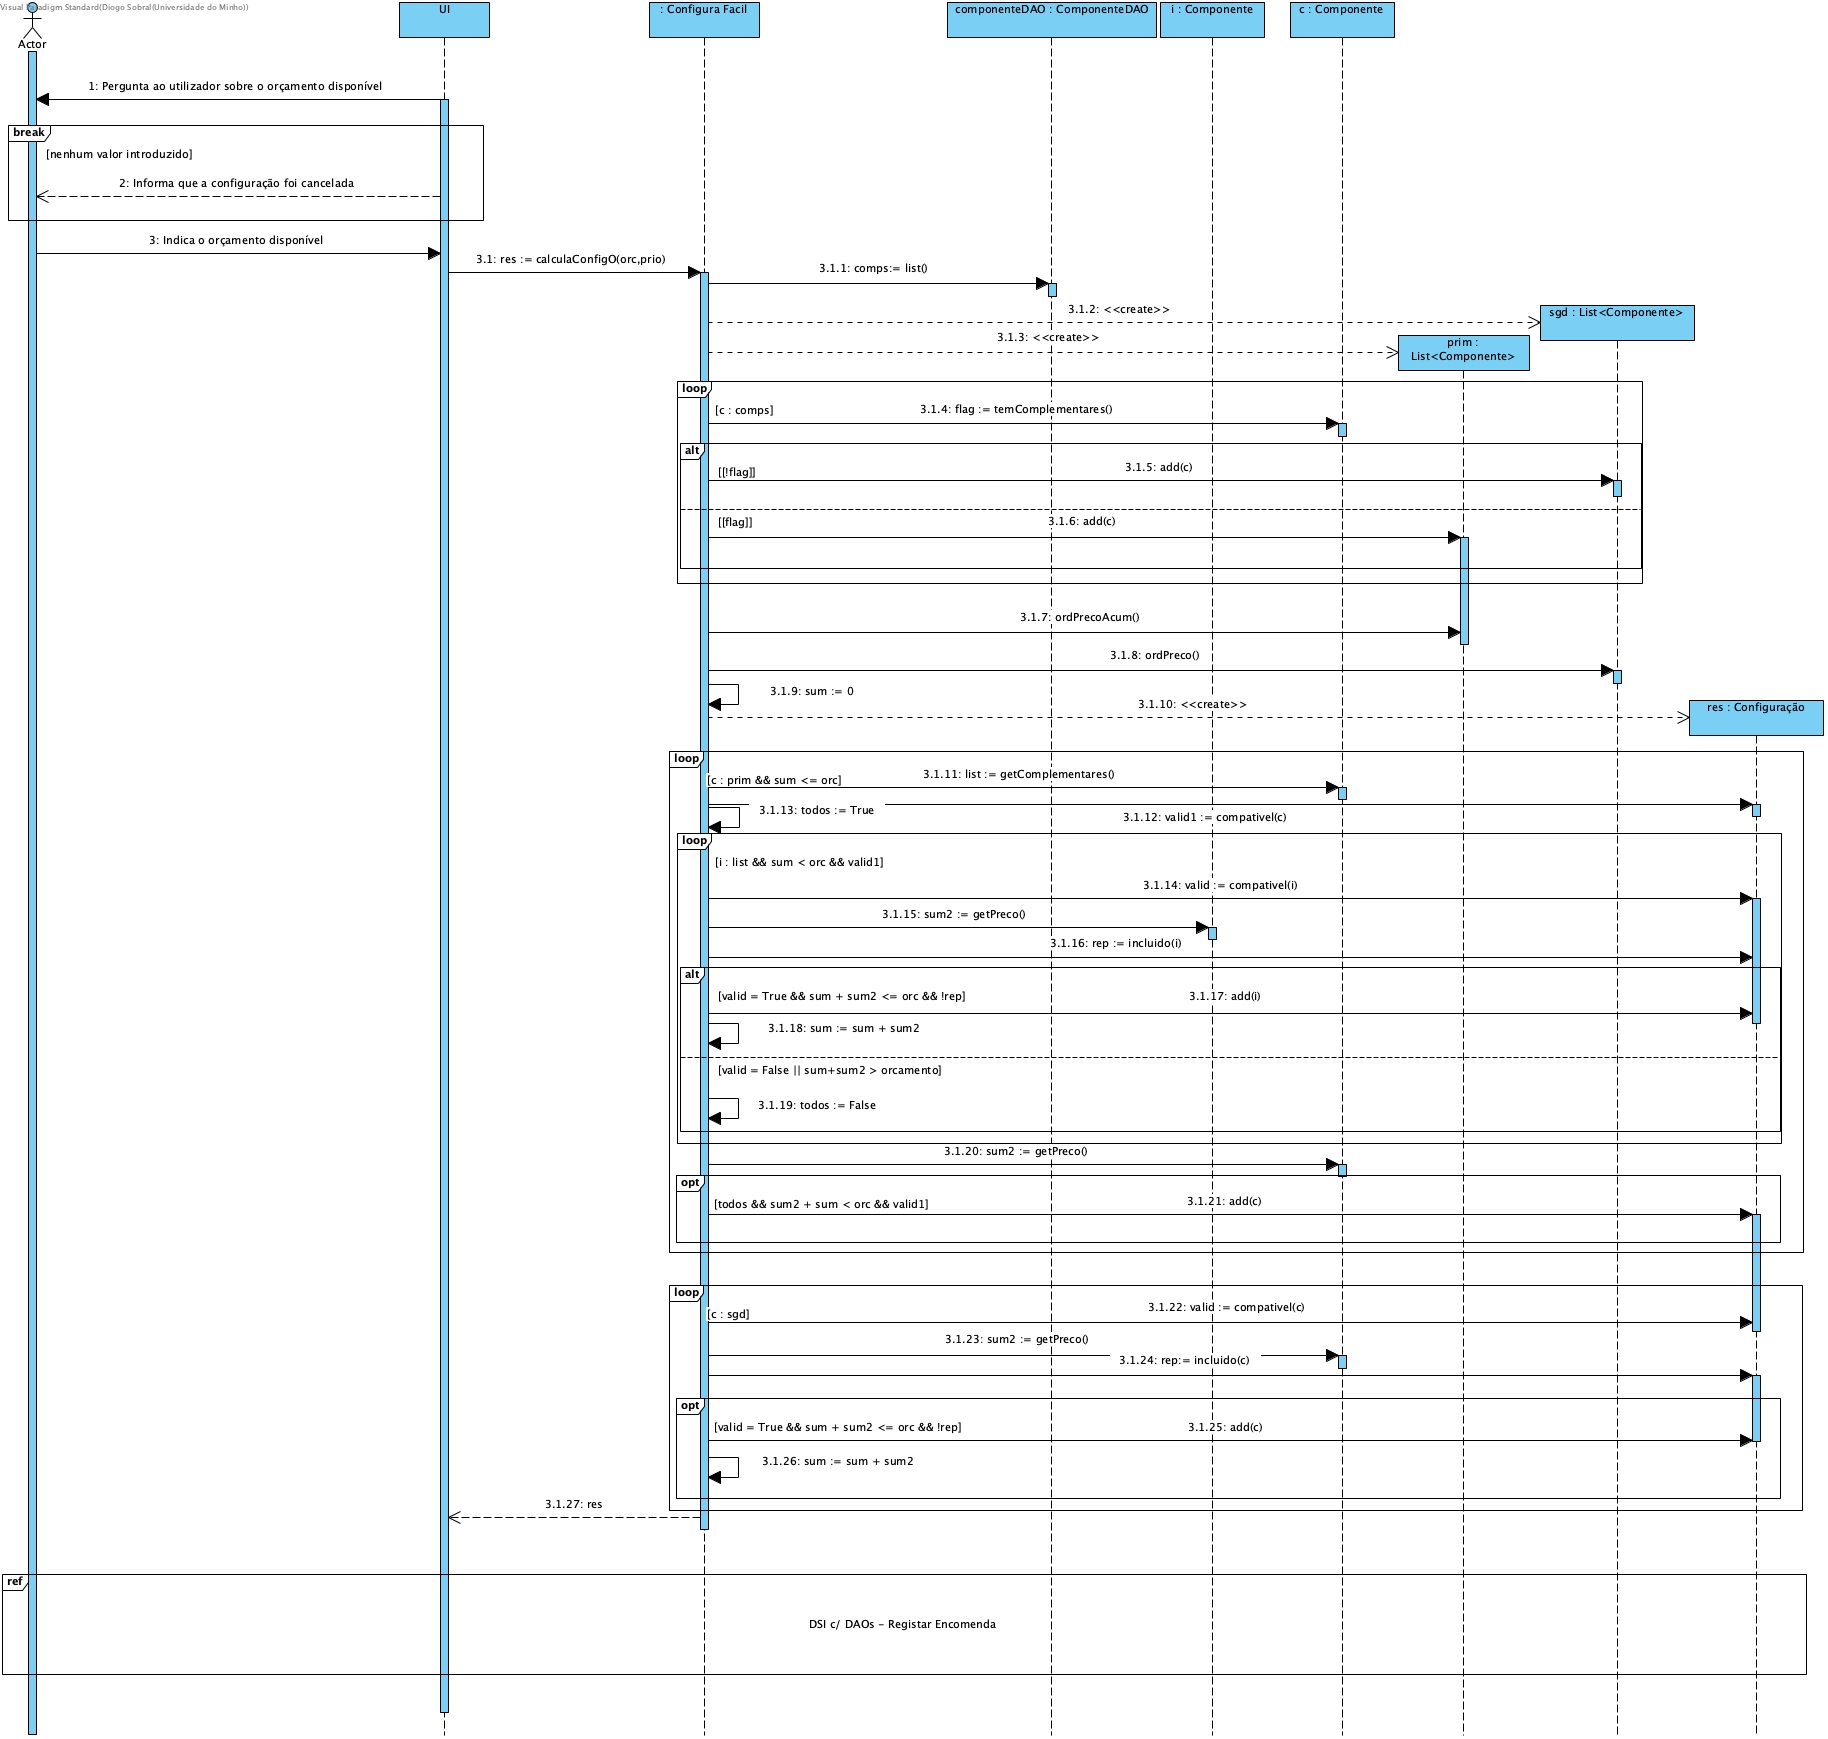 Visual Paradigm Standard(Diogo Sobral(Universidade do Minho))
Actor
UI
: Configura Facil
componenteDAO : ComponenteDAO
i : Componente
c : Componente
1: Pergunta ao utilizador sobre o orçamento disponível
break
[nenhum valor introduzido]
2: Informa que a configuração foi cancelada
3: Indica o orçamento disponível
3.1: res := calculaConfigO(orc,prio)
3.1.1: comps:= list()
3.1.2: <<create>>
sgd : List<Componente>
3.1.3: <<create>>
prim :
List<Componente>
loop
[c : comps]
3.1.4: flag := temComplementares()
alt
[[!flag]]
3.1.5: add(c)
[[flag]]
3.1.6: add(c)
3.1.7: ordPrecoAcum()
3.1.8: ordPreco()
3.1.9: sum := 0
3.1.10: <<create>>
res : Configuração
loop
[c : prim && sum <= orc]
3.1.11: list := getComplementares()
3.1.13: todos := True
3.1.12: valid1 := compativel(c)
loop
[i : list && sum < orc && valid1]
3.1.14: valid := compativel(i)
3.1.15: sum2 := getPreco()
3.1.16: rep := incluido(i)
alt
[valid = True && sum + sum2 <= orc && !rep]
3.1.17: add(i)
3.1.18: sum := sum + sum2
[valid = False || sum+sum2 > orcamento]
3.1.19: todos := False
3.1.20: sum2 := getPreco()
opt
[todos && sum2 + sum < orc && valid1]
3.1.21: add(c)
loop
[c : sgd]
3.1.22: valid := compativel(c)
3.1.23: sum2 := getPreco()
3.1.24: rep:= incluido(c)
opt
[valid = True && sum + sum2 <= orc && !rep]
3.1.25: add(c)
3.1.26: sum := sum + sum2
3.1.27: res
ref
DSI c/ DAOs - Registar Encomenda